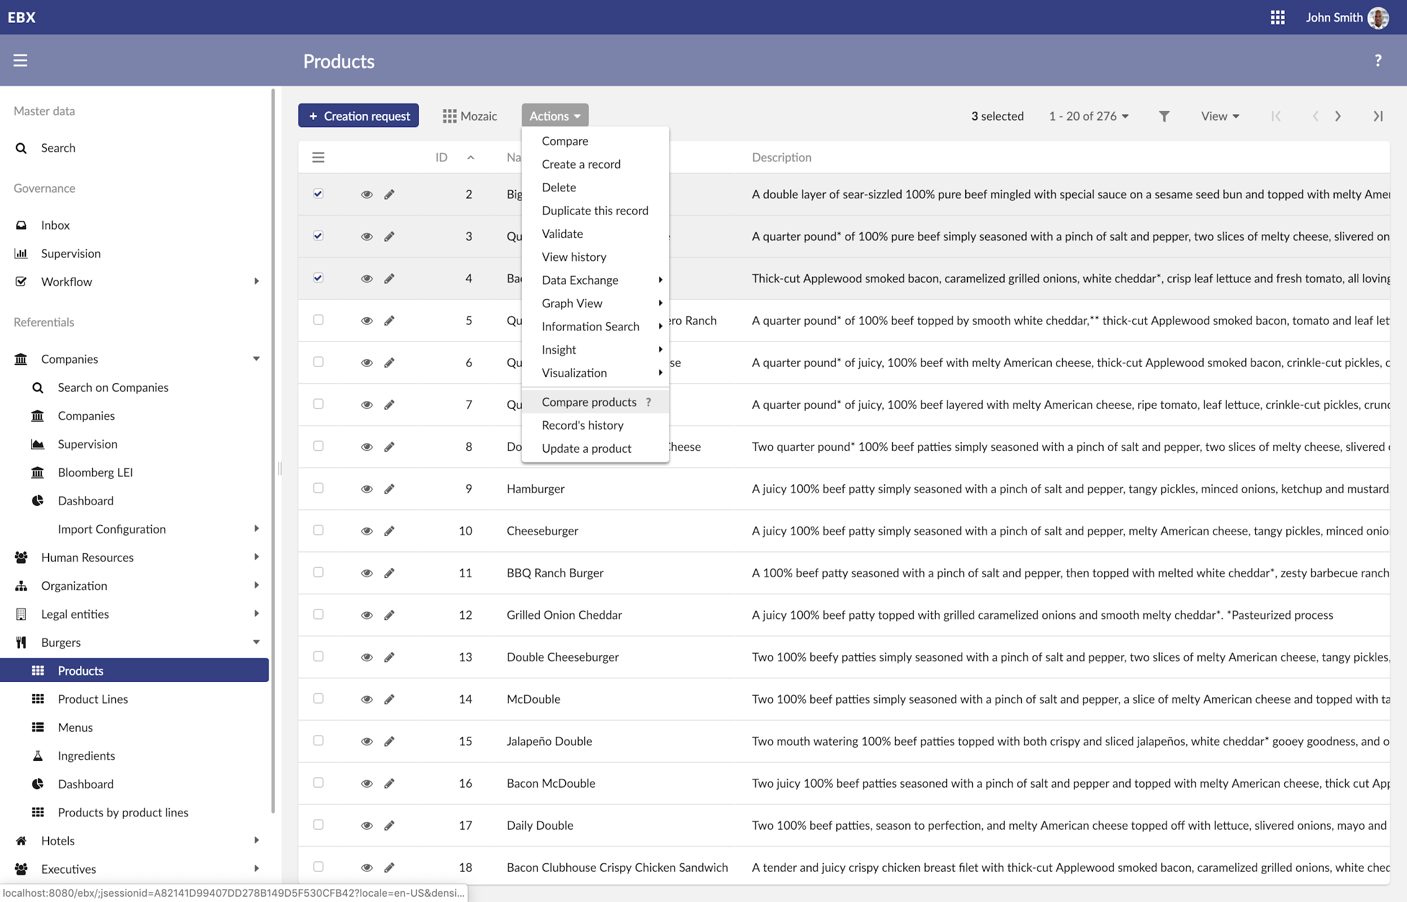 EBX
John Smith
Products
?
Master data
Search
Governance
Inbox
Supervision
Workflow
Referentials
Companies
Search on Companies
Companies
Supervision
Bloomberg LEI
Dashboard
Import Configuration
Human Resources
Organization
Legal entities
Burgers
Products
Product Lines
Menus
Ingredients
Dashboard
Products by product lines
Hotels
Executives
localhost:8080/ebx/;jsessionid=A82141D99407DD278B149D5F530CFB42?locale=en-US&densi...
+ Creation request
Mozaic
Actions
3 selected
1 - 20 of 276
View
Compare
Create a record
Delete
Duplicate this record
Validate
View history
Data Exchange
Graph View
Information Search
Insight
Visualization
Compare products ?
Record's history
Update a product
ID Na Description
2 Big A double layer of sear-sizzled 100% pure beef mingled with special sauce on a sesame seed bun and topped with melty Amer
3 Qu e A quarter pound* of 100% pure beef simply seasoned with a pinch of salt and pepper, two slices of melty cheese, slivered on
4 Bac Thick-cut Applewood smoked bacon, caramelized grilled onions, white cheddar*, crisp leaf lettuce and fresh tomato, all loving
5 Qu ero Ranch A quarter pound* of 100% beef topped by smooth white cheddar,** thick-cut Applewood smoked bacon, tomato and leaf let
6 Qu se A quarter pound* of juicy, 100% beef with melty American cheese, thick-cut Applewood smoked bacon, crinkle-cut pickles, c
7 Qu A quarter pound* of juicy, 100% beef layered with melty American cheese, ripe tomato, leaf lettuce, crinkle-cut pickles, crunc
8 Do Cheese Two quarter pound* 100% beef patties simply seasoned with a pinch of salt and pepper, two slices of melty cheese, slivered
9 Hamburger A juicy 100% beef patty simply seasoned with a pinch of salt and pepper, tangy pickles, minced onions, ketchup and mustard
10 Cheeseburger A juicy 100% beef patty simply seasoned with a pinch of salt and pepper, melty American cheese, tangy pickles, minced onio
11 BBQ Ranch Burger A 100% beef patty seasoned with a pinch of salt and pepper, then topped with melted white cheddar*, zesty barbecue ranch
12 Grilled Onion Cheddar A juicy 100% beef patty topped with grilled caramelized onions and smooth melty cheddar*. *Pasteurized process
13 Double Cheeseburger Two 100% beefy patties simply seasoned with a pinch of salt and pepper, two slices of melty American cheese, tangy pickles,
14 McDouble Two 100% beef patties simply seasoned with a pinch of salt and pepper, a slice of melty American cheese and topped with ta
15 Jalapeño Double Two mouth watering 100% beef patties topped with both crispy and sliced jalapeños, white cheddar* gooey goodness, and o
16 Bacon McDouble Two juicy 100% beef patties seasoned with a pinch of salt and pepper and topped with melty American cheese, thick cut App
17 Daily Double Two 100% beef patties, season to perfection, and melty American cheese topped off with lettuce, slivered onions, mayo and
18 Bacon Clubhouse Crispy Chicken Sandwich A tender and juicy crispy chicken breast filet with thick-cut Applewood smoked bacon, caramelized grilled onions, white ched